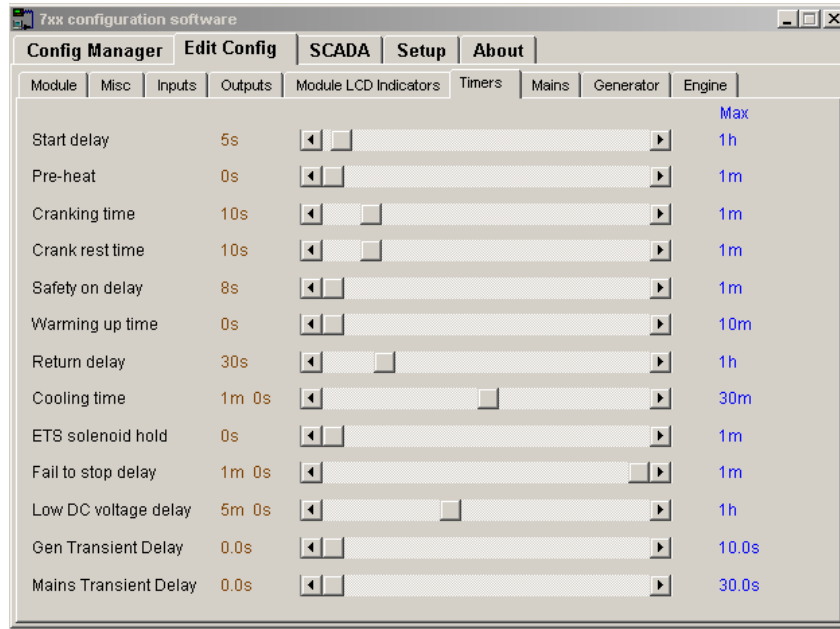 7xx configuration software
Config Manager Edit Config SCADA Setup About
Module Misc Inputs Outputs Module LCD Indicators Timers Mains Generator Engine
Max
Start delay 5s 1h
Pre-heat 0s 1m
Cranking time 10s 1m
Crank rest time 10s 1m
Safety on delay 8s 1m
Warming up time 0s 10m
Return delay 30s 1h
Cooling time 1m 0s 30m
ETS solenoid hold 0s 1m
Fail to stop delay 1m 0s 1m
Low DC voltage delay 5m 0s 1h
Gen Transient Delay 0.0s 10.0s
Mains Transient Delay 0.0s 30.0s